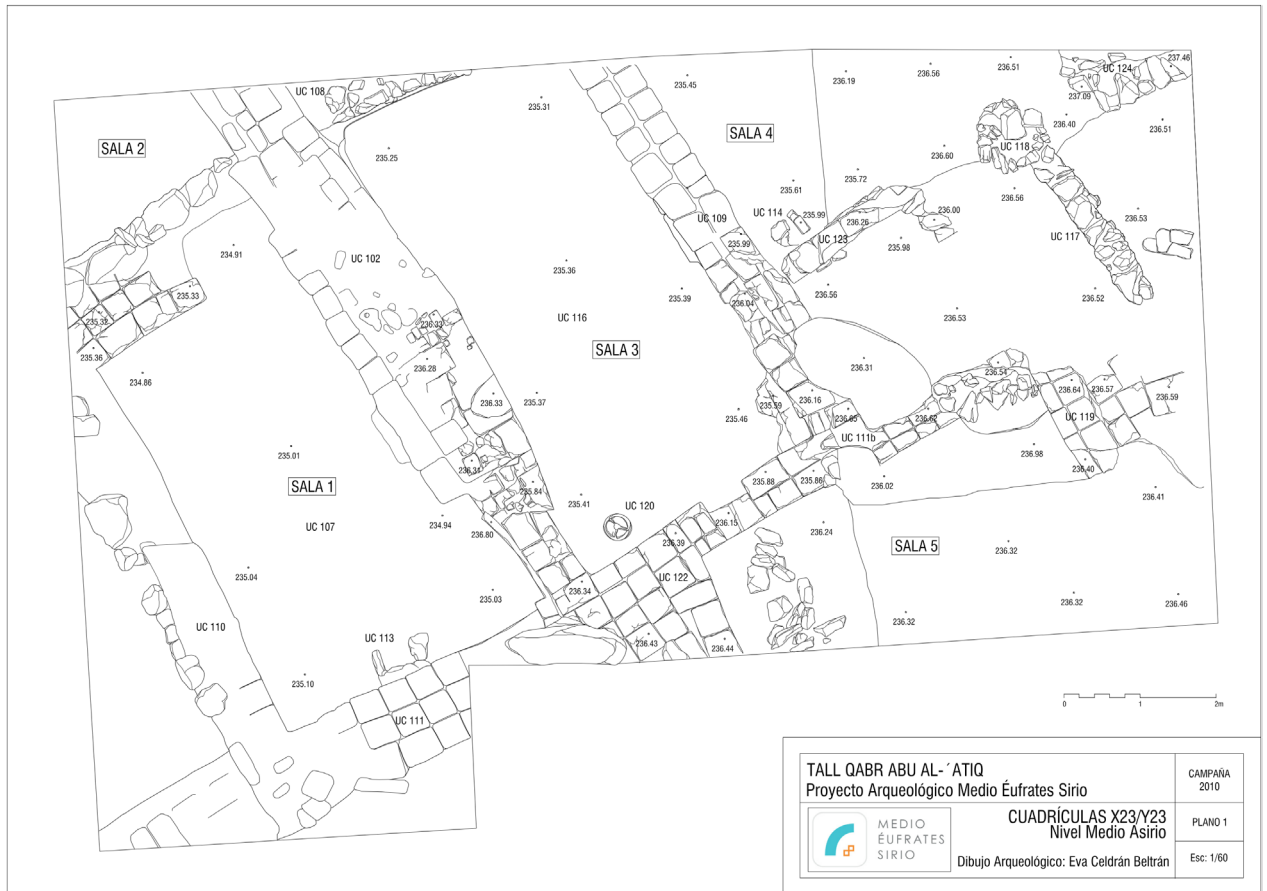 237.46
236.51
UC 124
236.56
236.19
235.45
237.09
UC 108
235.31
236.40
236.51
SALA 4
SALA 2
UC 118
235.25
236.60
235.72
235.61
236.56
236.00
236.53
UC 114
235.99
UC 109
236.26
UC 117
UC 123
235.99
235.98
234.91
UC 102
235.36
235.33
235.39
236.56
236.52
236.04
236.53
235.32
UC 116
236.33
SALA 3
235.36
236.28
236.31
236.54
234.86
236.64
236.57
236.33
235.37
236.16
236.59
235.59
235.46
236.65
236.62
UC 119
UC 111b
235.01
236.98
236.31
236.40
235.88
235.86
236.02
SALA 1
235.84
236.41
235.41
UC 120
UC 107
234.94
236.15
236.24
236.80
236.39
SALA 5
236.32
235.04
UC 122
235.03
236.34
236.32
236.46
236.32
UC 110
UC 113
236.43
236.44
235.10
UC 111
0 1 2m
TALL QABR ABU AL-´ATIQ
Proyecto Arqueológico Medio Éufrates Sirio
CAMPAÑA
2010
MEDIO
ÉUFRATES
SIRIO
CUADRÍCULAS X23/Y23
Nivel Medio Asirio
PLANO 1
Dibujo Arqueológico: Eva Celdrán Beltrán
Esc: 1/60